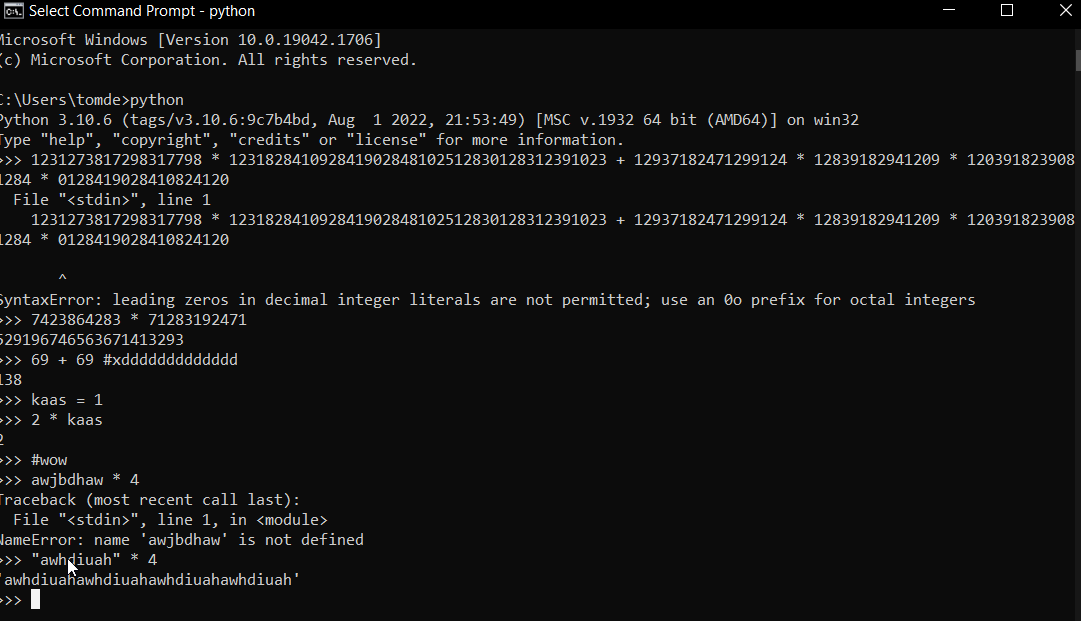 Select Command Prompt - python
Microsoft Windows [Version 10.0.19042.1706]
(c) Microsoft Corporation. All rights reserved.
C:\Users\tomde>python
Python 3.10.6 (tags/v3.10.6:9c7b4bd, Aug  1 2022, 21:53:49) [MSC v.1932 64 bit (AMD64)] on win32
Type "help", "copyright", "credits" or "license" for more information.
>>> 1231273817298317798 * 123182841092841902848102512830128312391023 + 12937182471299124 * 12839182941209 * 120391823908
1284 * 0128419028410824120
  File "<stdin>", line 1
    1231273817298317798 * 123182841092841902848102512830128312391023 + 12937182471299124 * 12839182941209 * 120391823908
1284 * 0128419028410824120
^
SyntaxError: leading zeros in decimal integer literals are not permitted; use an 0o prefix for octal integers
>>> 7423864283 * 71283192471
529196746563671413293
>>> 69 + 69 #xddddddddddddd
138
>>> kaas = 1
>>> 2 * kaas
2
>>> #wow
>>> awjbdhaw * 4
Traceback (most recent call last):
  File "<stdin>", line 1, in <module>
NameError: name 'awjbdhaw' is not defined
>>> "awhdiuah" * 4
'awhdiuahawhdiuahawhdiuahawhdiuah'
>>>